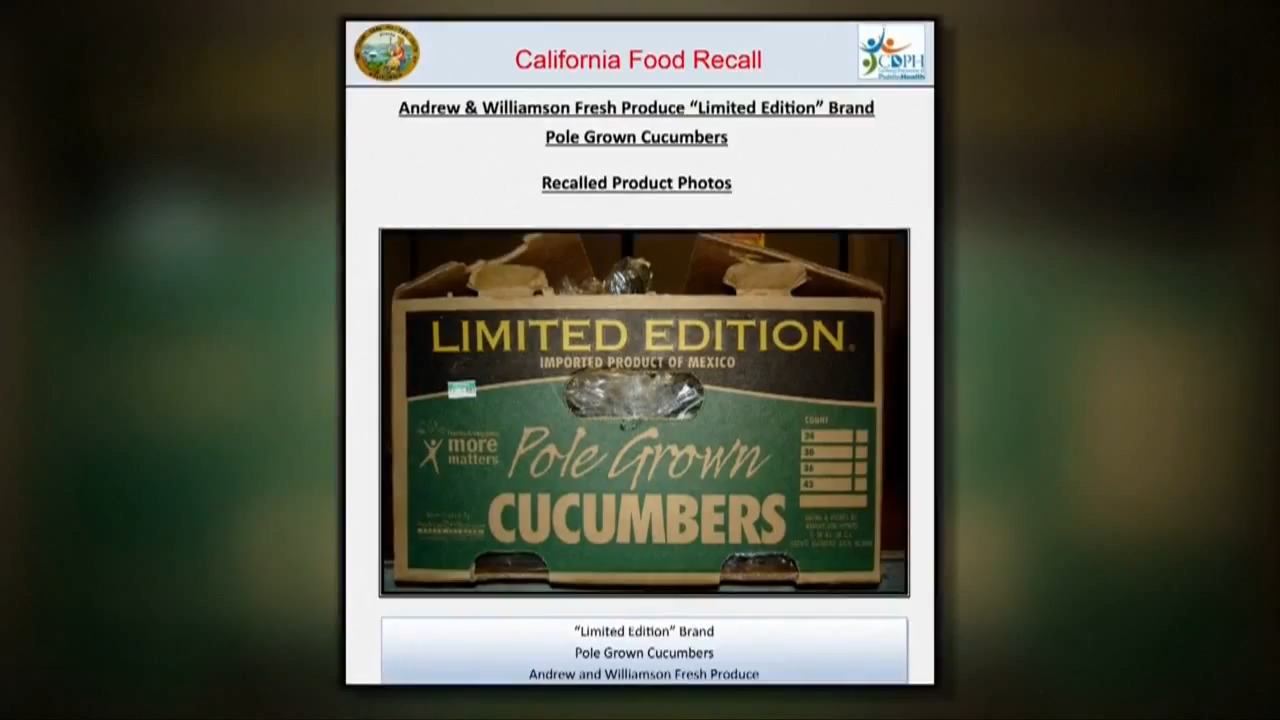 California Food Recall
CDPH
PublicHealth
Andrew & Williamson Fresh Produce “Limited Edition” Brand
Pole Grown Cucumbers
Recalled Product Photos
LIMITED EDITION®
IMPORTED PRODUCT OF MEXICO
more
matters
Pole Grown
CUCUMBERS
COUNT
“Limited Edition” Brand
Pole Grown Cucumbers
Andrew and Williamson Fresh Produce